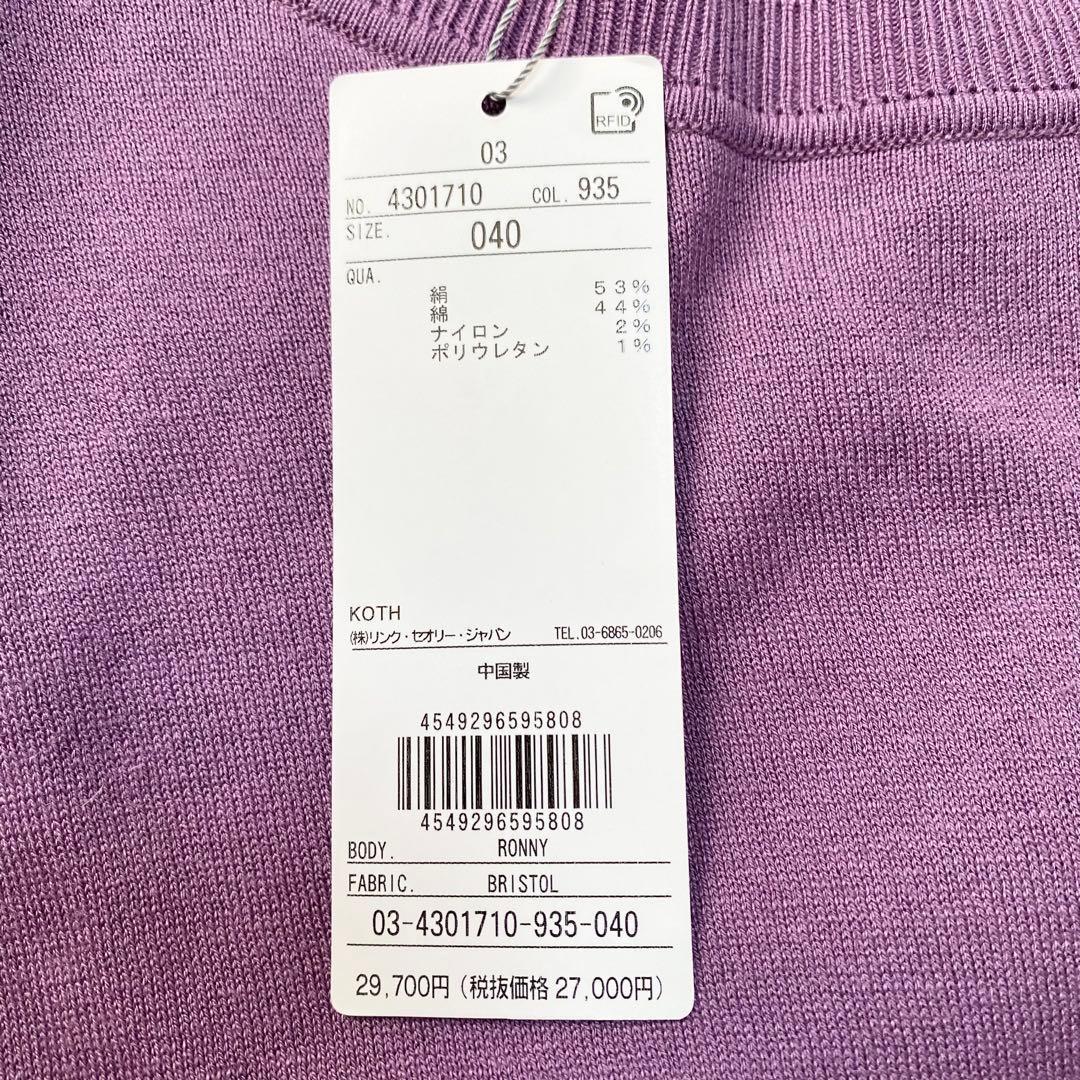 RFID
03
NO. 4301710 COL. 935
SIZE. 040
QUA.
絹 53%
綿 44%
ナイロン 2%
ポリウレタン 1%
KOTH
(株)リンク・セオリー・ジャパン TEL.03-6865-0206
中国製
4549296595808
4549296595808
BODY. RONNY
FABRIC. BRISTOL
03-4301710-935-040
29,700円(税抜価格 27,000円)